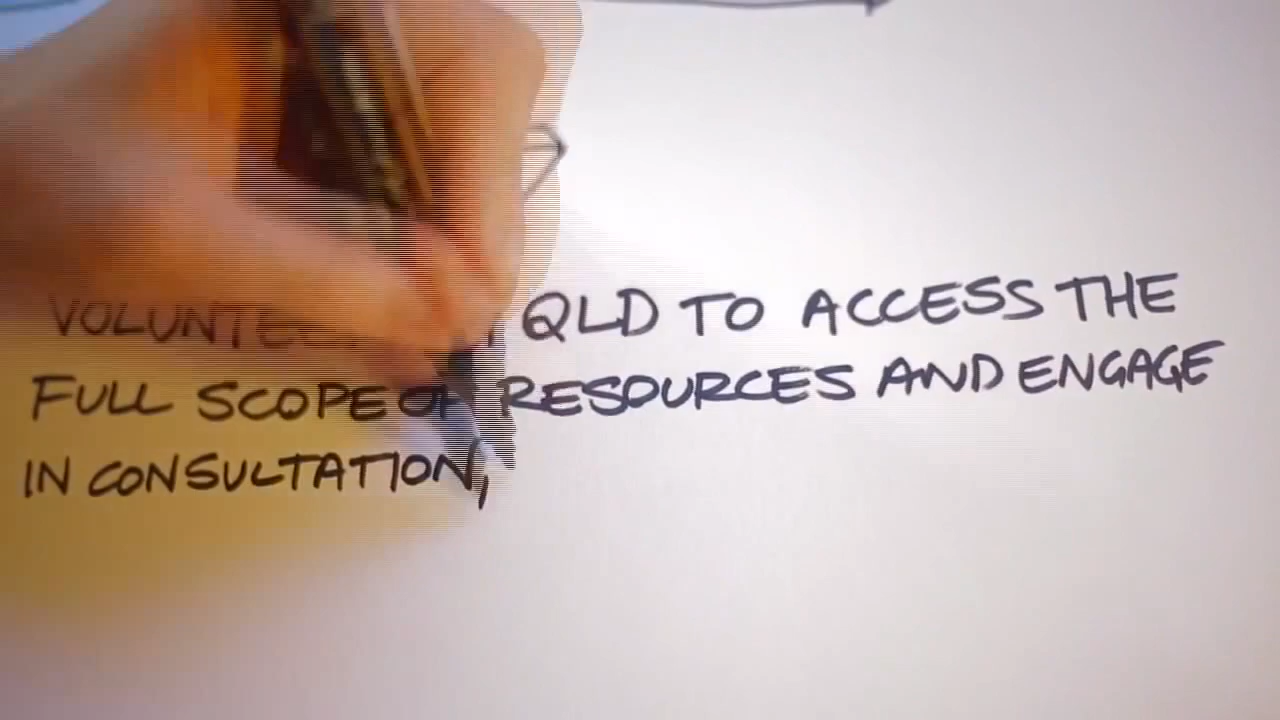 QLD TO ACCESS THE
FULL SCOPE OF RESOURCES AND ENGAGE
IN CONSULTATION,